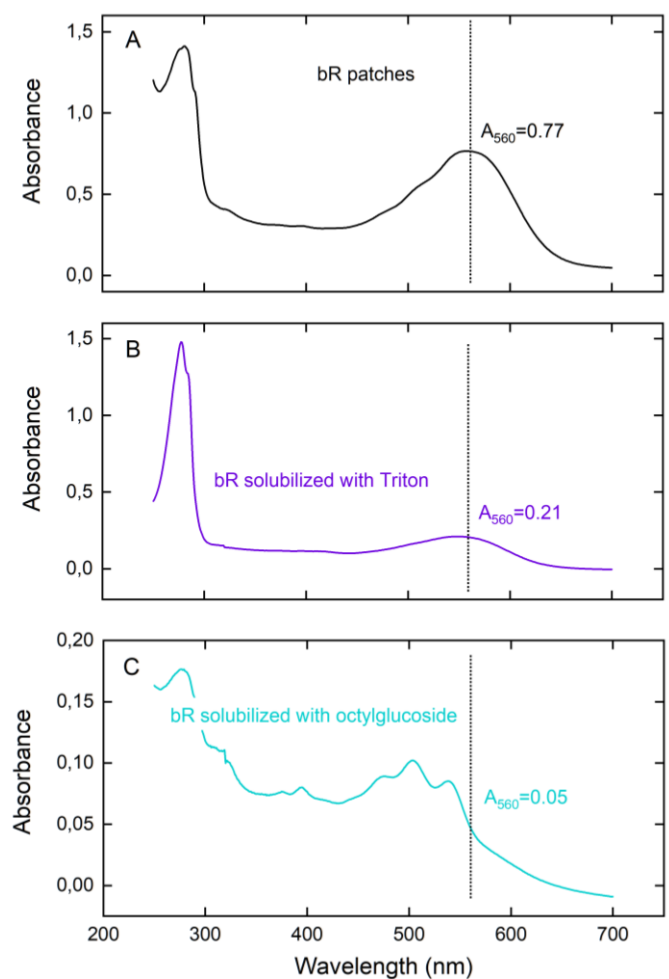 A
bR patches
A560=0.77
Absorbance
1,5
1,0
0,5
0,0
B
bR solubilized with Triton
A560=0.21
Absorbance
1,5
1,0
0,5
0,0
C
bR solubilized with octylglucoside
A560=0.05
Absorbance
0,20
0,15
0,10
0,05
0,00
200 300 400 500 600 700
Wavelength (nm)